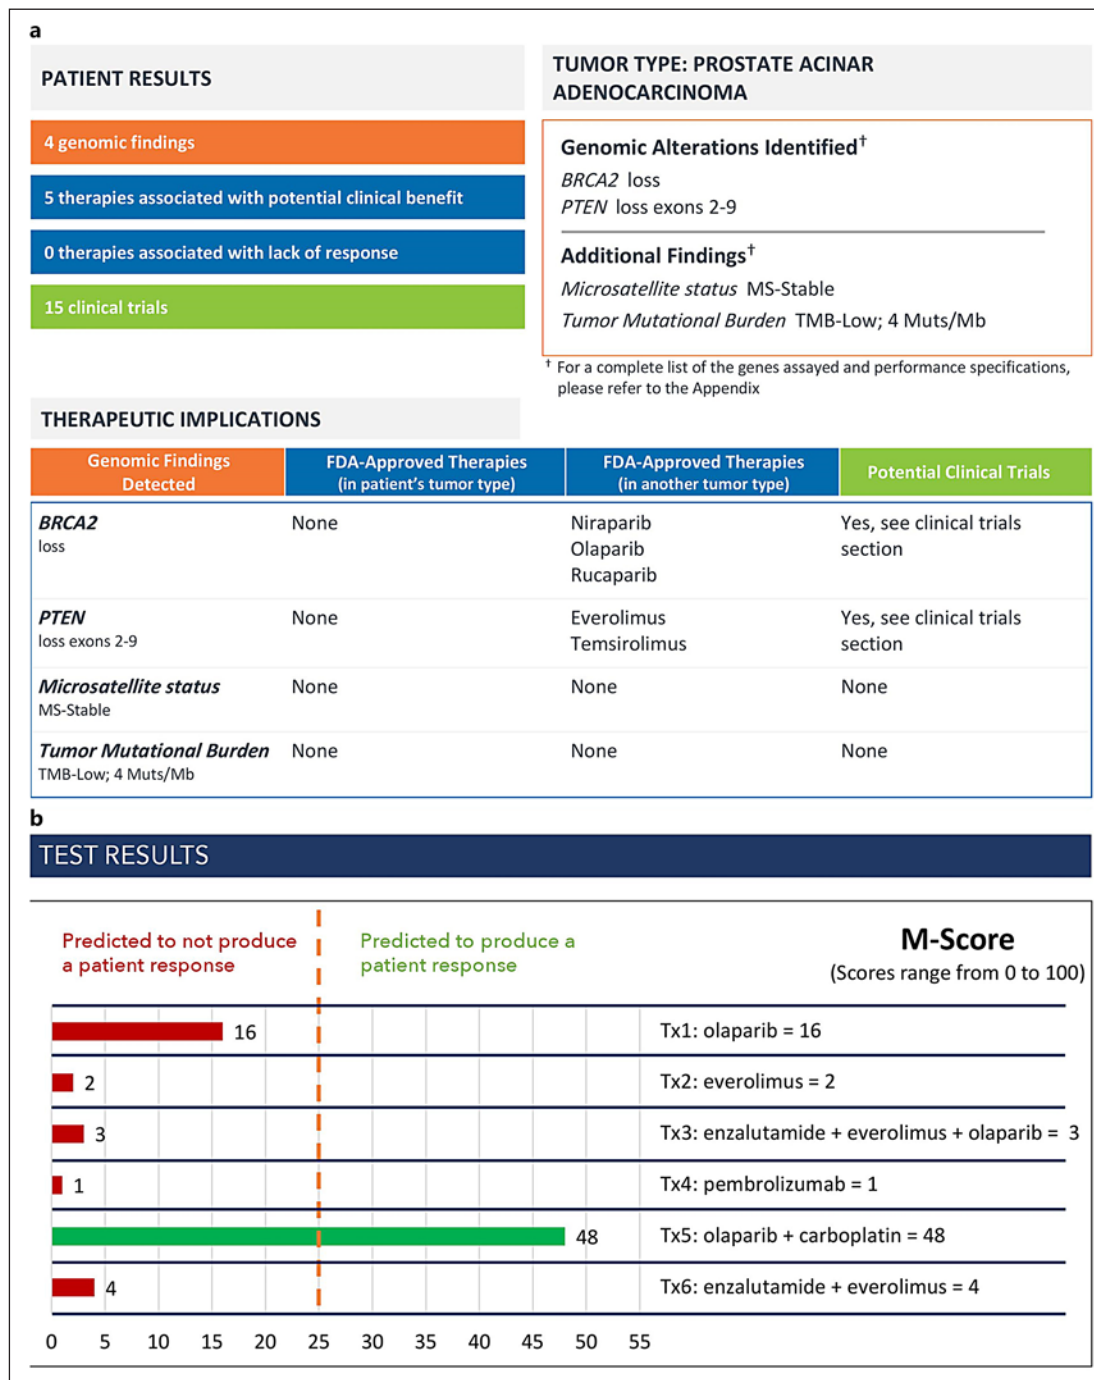 a
PATIENT RESULTS
4 genomic findings
5 therapies associated with potential clinical benefit
0 therapies associated with lack of response
15 clinical trials
TUMOR TYPE: PROSTATE ACINAR
ADENOCARCINOMA
Genomic Alterations Identified†
BRCA2 loss
PTEN loss exons 2-9
Additional Findings†
Microsatellite status MS-Stable
Tumor Mutational Burden TMB-Low; 4 Muts/Mb
† For a complete list of the genes assayed and performance specifications,
please refer to the Appendix
THERAPEUTIC IMPLICATIONS
Genomic Findings
Detected
FDA-Approved Therapies
(in patient's tumor type)
FDA-Approved Therapies
(in another tumor type)
Potential Clinical Trials
BRCA2
loss
None
Niraparib
Olaparib
Rucaparib
Yes, see clinical trials
section
PTEN
loss exons 2-9
None
Everolimus
Temsirolimus
Yes, see clinical trials
section
Microsatellite status
MS-Stable
None
None
None
Tumor Mutational Burden
TMB-Low; 4 Muts/Mb
None
None
None
b
TEST RESULTS
Predicted to not produce
a patient response
Predicted to produce a
patient response
M-Score
(Scores range from 0 to 100)
16
Tx1: olaparib = 16
2
Tx2: everolimus = 2
3
Tx3: enzalutamide + everolimus + olaparib = 3
1
Tx4: pembrolizumab = 1
48
Tx5: olaparib + carboplatin = 48
4
Tx6: enzalutamide + everolimus = 4
0 5 10 15 20 25 30 35 40 45 50 55